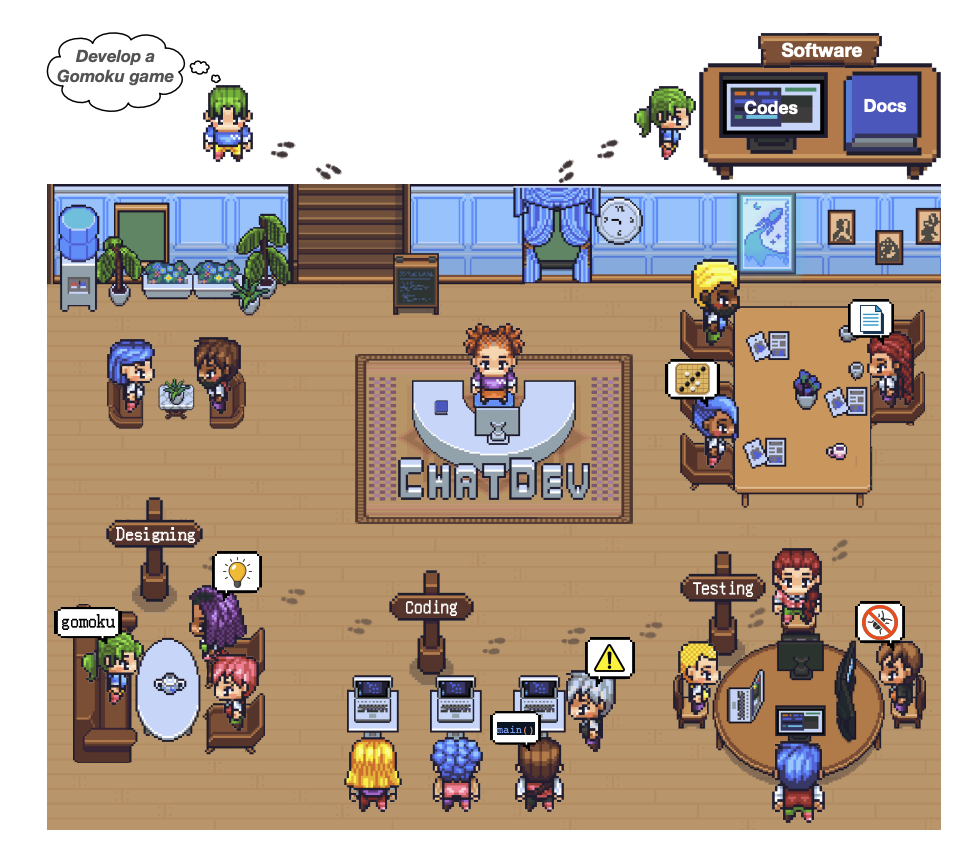 Develop a
Gomoku game
Software
Codes
Docs
CHATDEV
Designing
gomoku
Coding
main()
Testing